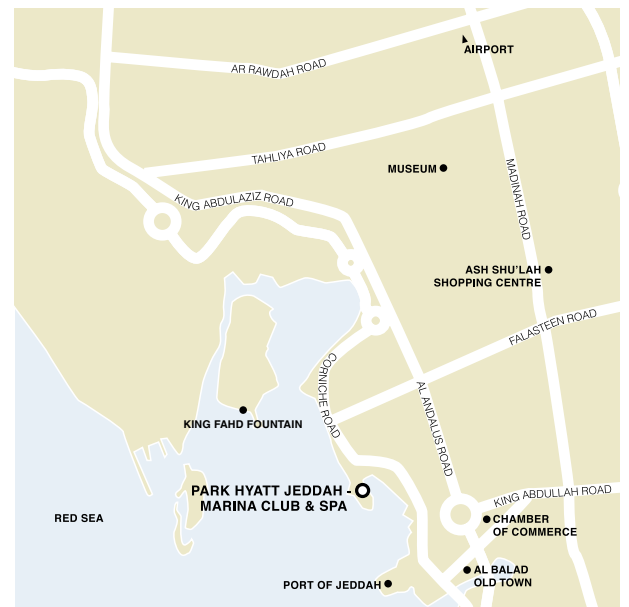 AIRPORT
AR RAWDAH ROAD
TAHLIYA ROAD
MUSEUM
MADINAH ROAD
KING ABDULAZIZ ROAD
ASH SHU'LAH
SHOPPING CENTRE
FALASTEEN ROAD
CORNICHE ROAD
AL ANDALUS ROAD
KING FAHD FOUNTAIN
PARK HYATT JEDDAH -
MARINA CLUB & SPA
KING ABDULLAH ROAD
RED SEA
CHAMBER
OF COMMERCE
AL BALAD
OLD TOWN
PORT OF JEDDAH